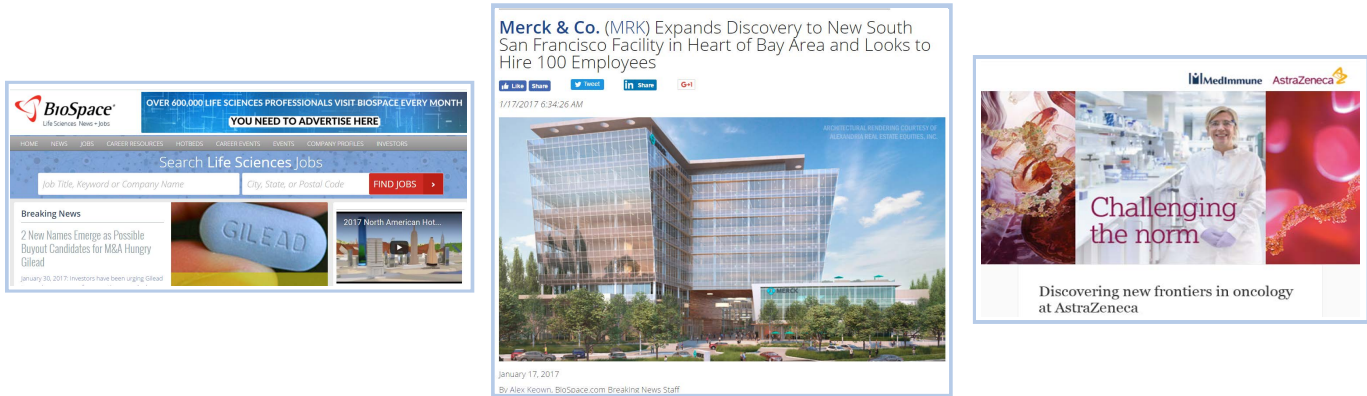 BIOSPACE®
Life Sciences News + Jobs
OVER 600,000 LIFE SCIENCES PROFESSIONALS VISIT BIOSPACE EVERY MONTH
YOU NEED TO ADVERTISE HERE
HOME NEWS JOBS CAREER RESOURCES HOTBEDS CAREER EVENTS EVENTS COMPANY PROFILES INVESTORS
Search Life Sciences Jobs
Job Title, Keyword or Company Name
City, State, or Postal Code
FIND JOBS >
Breaking News
2 New Names Emerge as Possible
Buyout Candidates for M&A Hungry
Gilead
January 30, 2017: Investors have been urging Gilead
GILEAD
2017 North American Hot...
Merck & Co. (MRK) Expands Discovery to New South
San Francisco Facility in Heart of Bay Area and Looks to
Hire 100 Employees
Like Share Tweet in Share G+1
1/17/2017 6:34:26 AM
ARCHITECTURAL RENDERING COURTESY OF
ALEXANDRIA REAL ESTATE EQUITIES, INC.
MERCK
January 17, 2017
By Alex Keown, BioSpace.com Breaking News Staff
MedImmune AstraZeneca
Challenging
the norm
Discovering new frontiers in oncology
at AstraZeneca